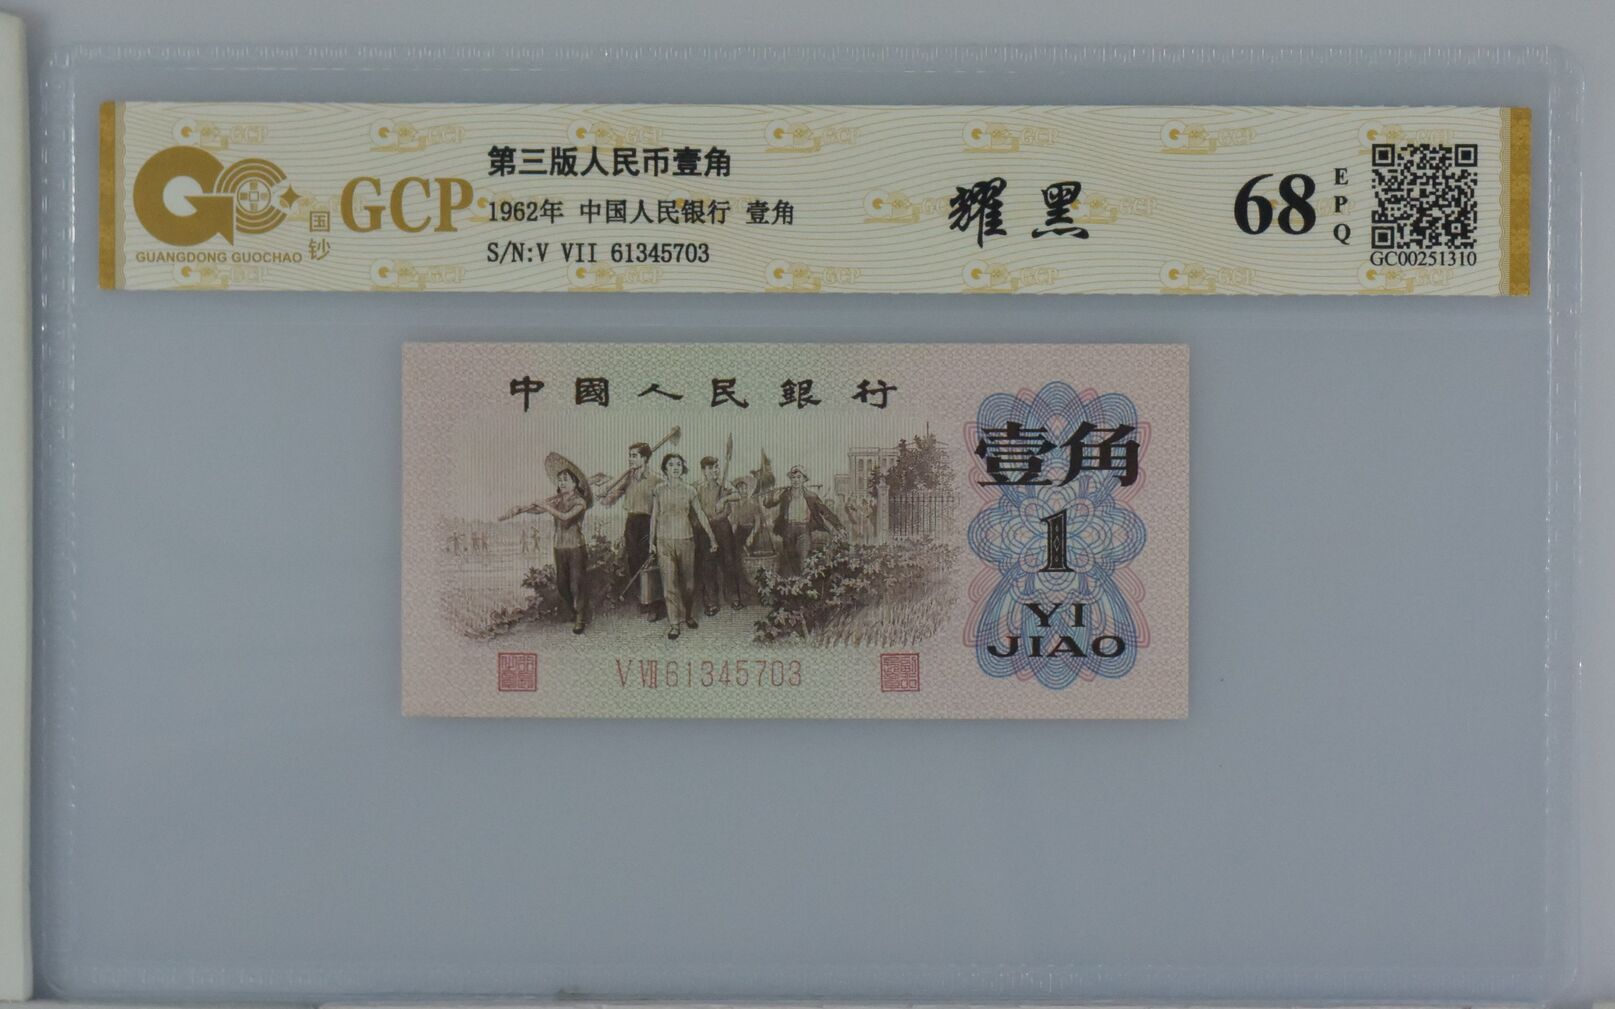 GUANGDONG GUOCHAO
国钞
GCP
第三版人民币壹角
1962年 中国人民银行 壹角
S/N:V VII 61345703
耀黑
68
EPQ
GC00251310
中國人民銀行
壹角
1
YI
JIAO
V VII 61345703